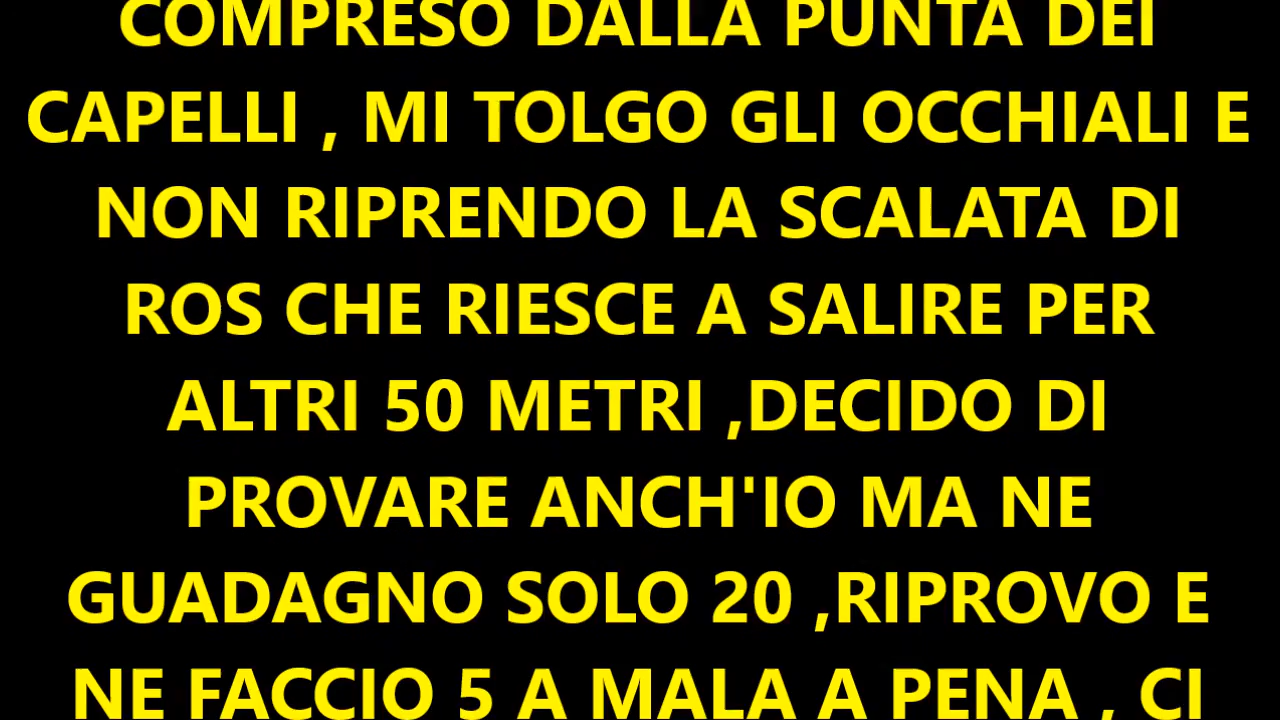 COMPRESO DALLA PUNTA DEI
CAPELLI , MI TOLGO GLI OCCHIALI E
NON RIPRENDO LA SCALATA DI
ROS CHE RIESCE A SALIRE PER
ALTRI 50 METRI ,DECIDO DI
PROVARE ANCH'IO MA NE
GUADAGNO SOLO 20 ,RIPROVO E
NE FACCIO 5 A MALA A PENA , CI